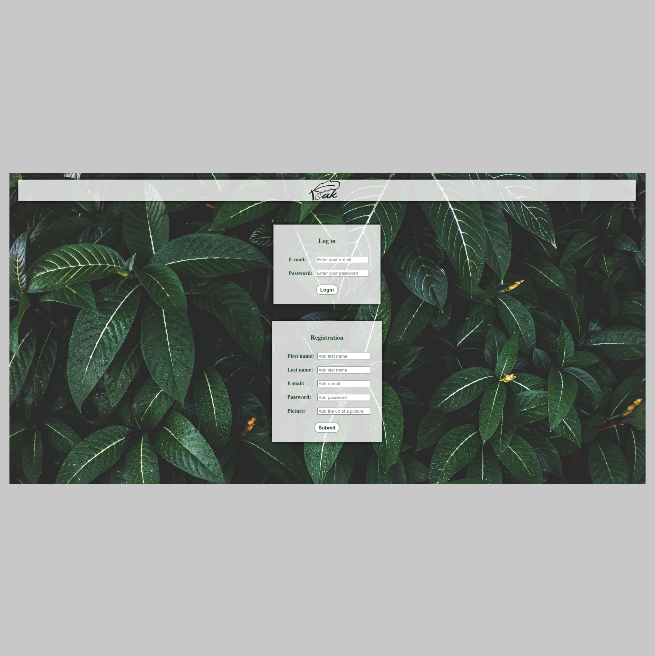 Log in
E-mail: Enter your e-mail
Password: Enter your password
Login
Registration
First name: Add first name
Last name: Add last name
E-mail: Add e-mail
Password: Add password
Picture: Add the url of a picture
Submit